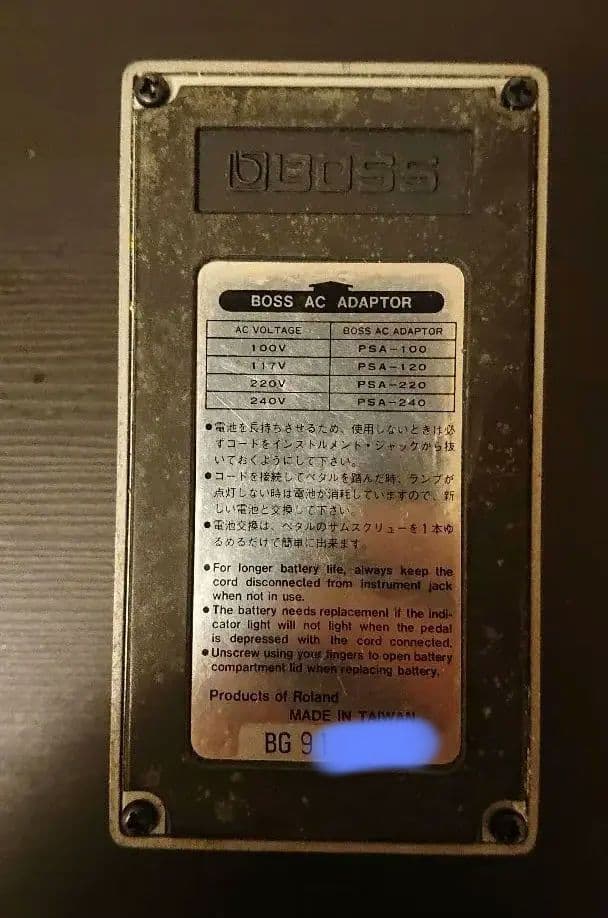 BOSS
BOSS AC ADAPTOR
AC VOLTAGE BOSS AC ADAPTOR
100V PSA-100
117V PSA-120
220V PSA-220
240V PSA-240
●電池を長持ちさせるため、使用しないときは必
ずコードをインストルメント・ジャックから抜
いておくようにして下さい。
●コードを接続してペダルを踏んだ時、ランプが
点灯しない時は電池が消耗していますので、新
しい電池と交換して下さい。
●電池交換は、ペダルのサムスクリューを1本ゆ
るめるだけで簡単に出来ます。
●For longer battery life, always keep the
cord disconnected from instrument jack
when not in use.
●The battery needs replacement if the indi-
cator light will not light when the pedal
is depressed with the cord connected.
●Unscrew using your fingers to open battery
compartment lid when replacing battery.
Products of Roland
MADE IN TAIWAN
BG 91